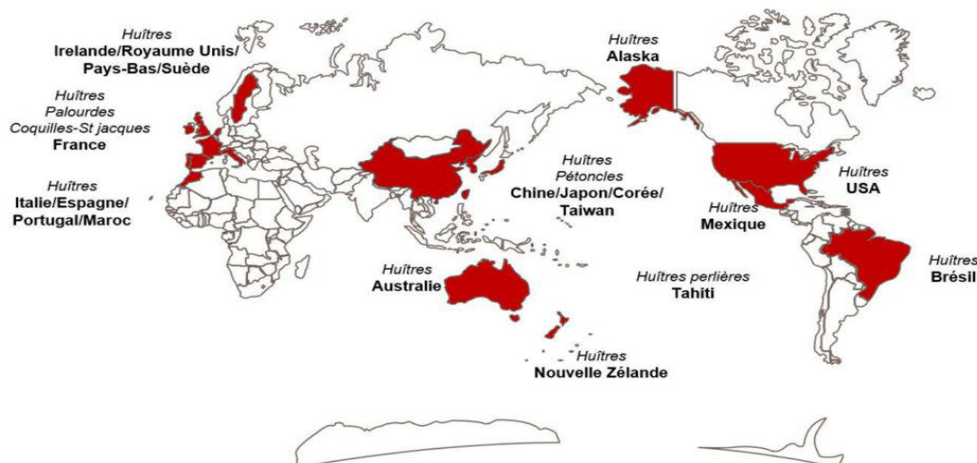 Huîtres
Irelande/Royaume Unis/
Pays-Bas/Suède
Huîtres
Palourdes
Coquilles-St jacques
France
Huîtres
Italie/Espagne/
Portugal/Maroc
Huîtres
Alaska
Huîtres
Pétoncles
Chine/Japon/Corée/
Taiwan
Huîtres
USA
Huîtres
Mexique
Huîtres
Australie
Huîtres perlières
Tahiti
Huîtres
Brésil
Huîtres
Nouvelle Zélande